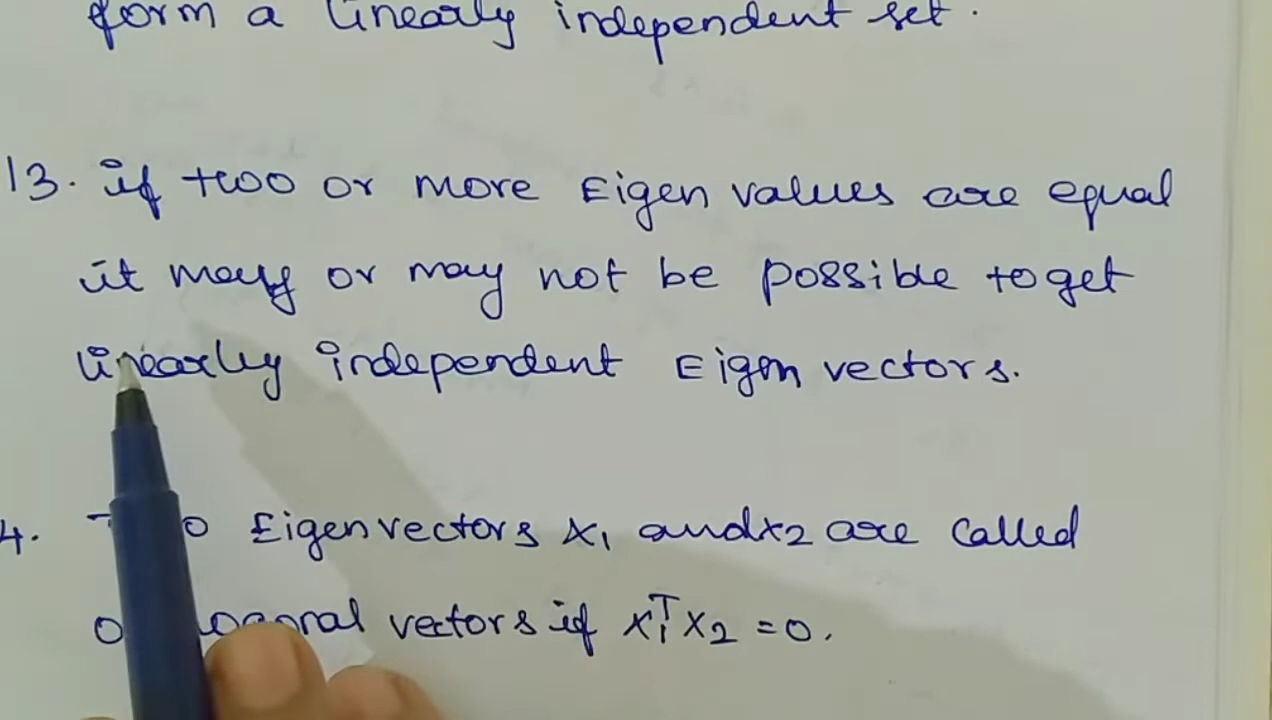 form a linearly independent set.
13. if two or more Eigen values are equal
it may or may not be possible to get
linearly independent Eigen vectors.
4. Eigen vectors x₁ and x₂ are called
vectors if x₁ᵀ x₂ = 0.